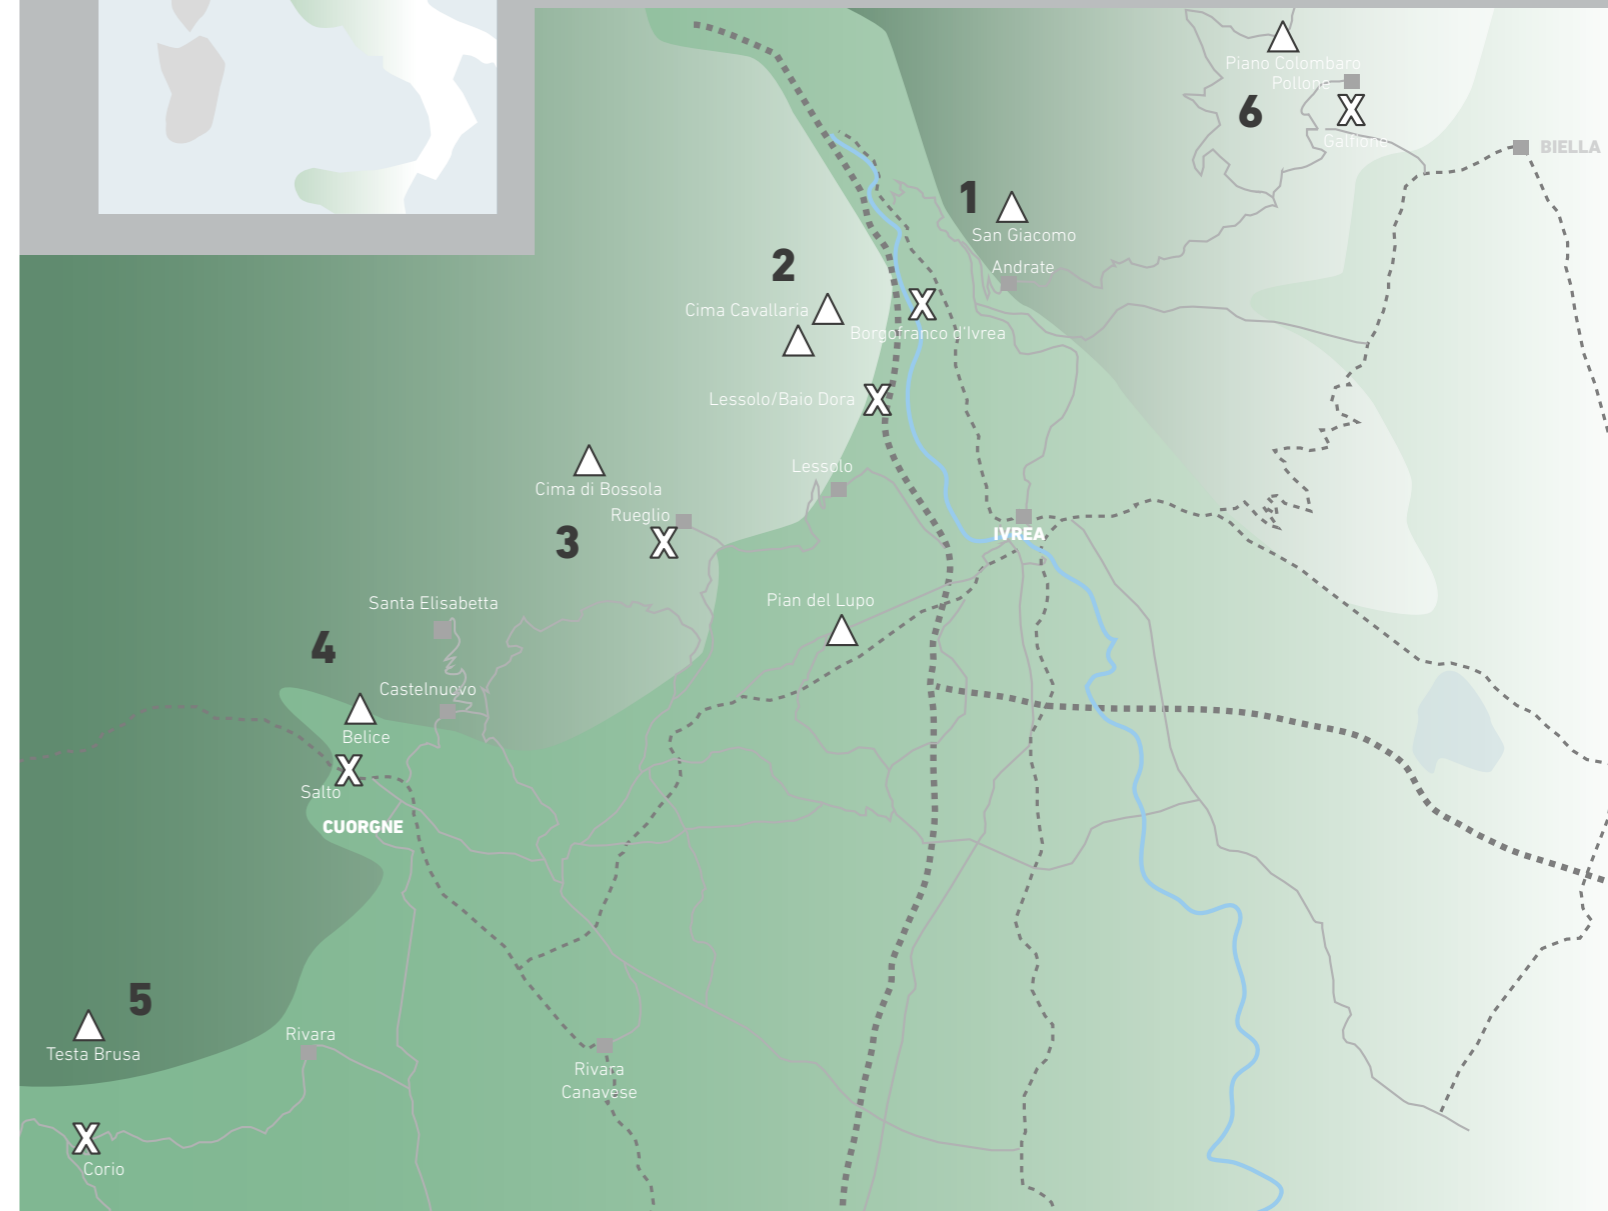 Piano Colombaro
Pollone
6
X
Galfione
BIELLA
1
San Giacomo
Andrate
2
Cima Cavallaria
X
Borgofranco d'Ivrea
Lessolo/Baio Dora
X
Lessolo
Cima di Bossola
Rueglio
3
X
IVREA
Santa Elisabetta
Pian del Lupo
4
Castelnuovo
Belice
X
Salto
CUORGNE
5
Testa Brusa
Rivara
Rivara
Canavese
X
Corio